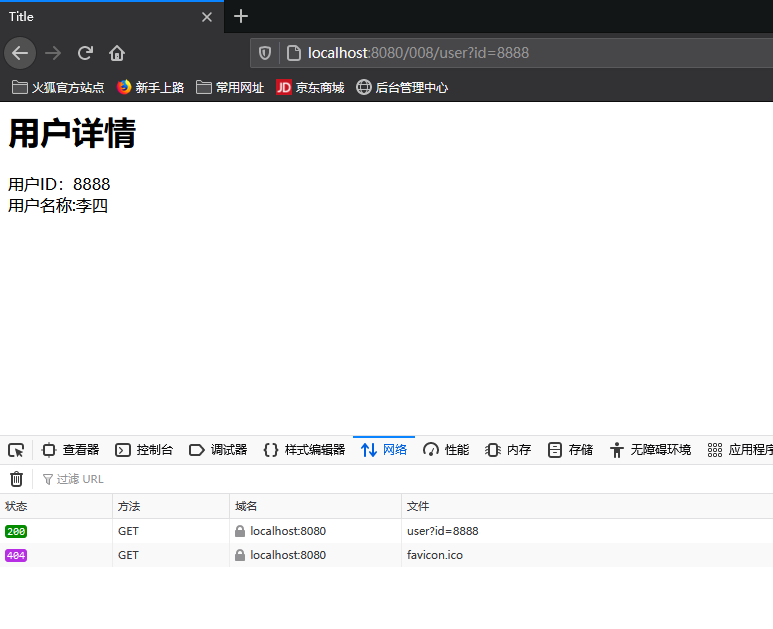 Title
localhost:8080/008/user?id=8888
火狐官方站点 新手上路 常用网址 JD 京东商城 后台管理中心
用户详情
用户ID：8888
用户名称:李四
查看器 控制台 调试器 样式编辑器 网络 性能 内存 存储 无障碍环境 应用程序
过滤 URL
状态 方法 域名 文件
200 GET localhost:8080 user?id=8888
404 GET localhost:8080 favicon.ico